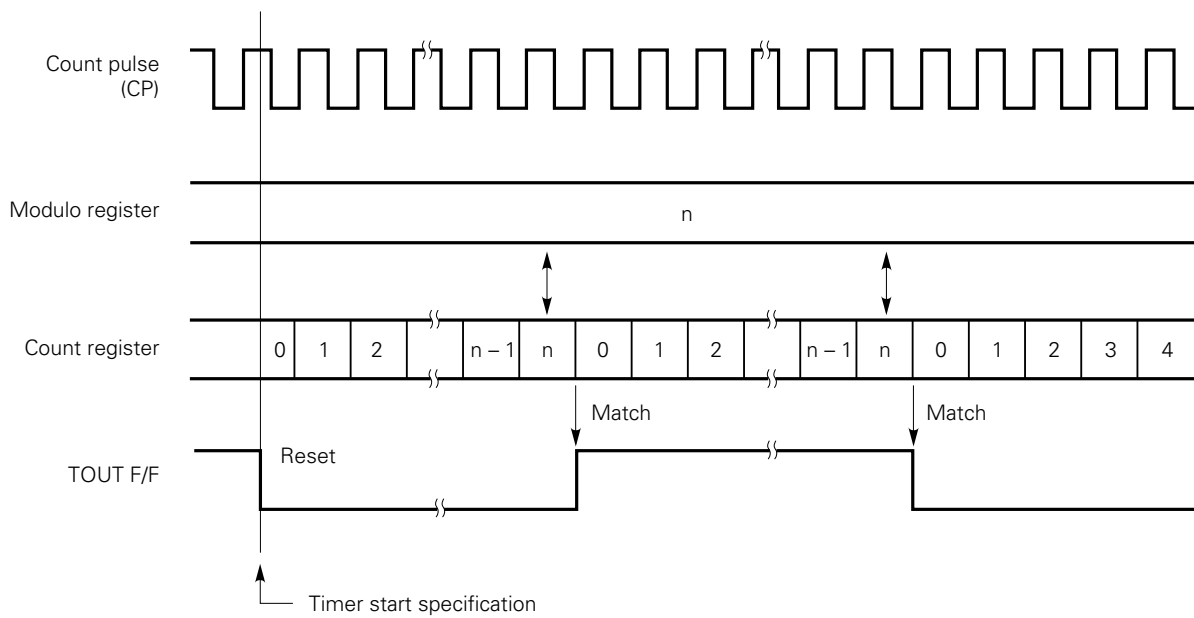 Count pulse
(CP)
Modulo register
n
Count register
0 1 2 n – 1 n 0 1 2 n – 1 n 0 1 2 3 4
Match Match
Reset
TOUT F/F
Timer start specification